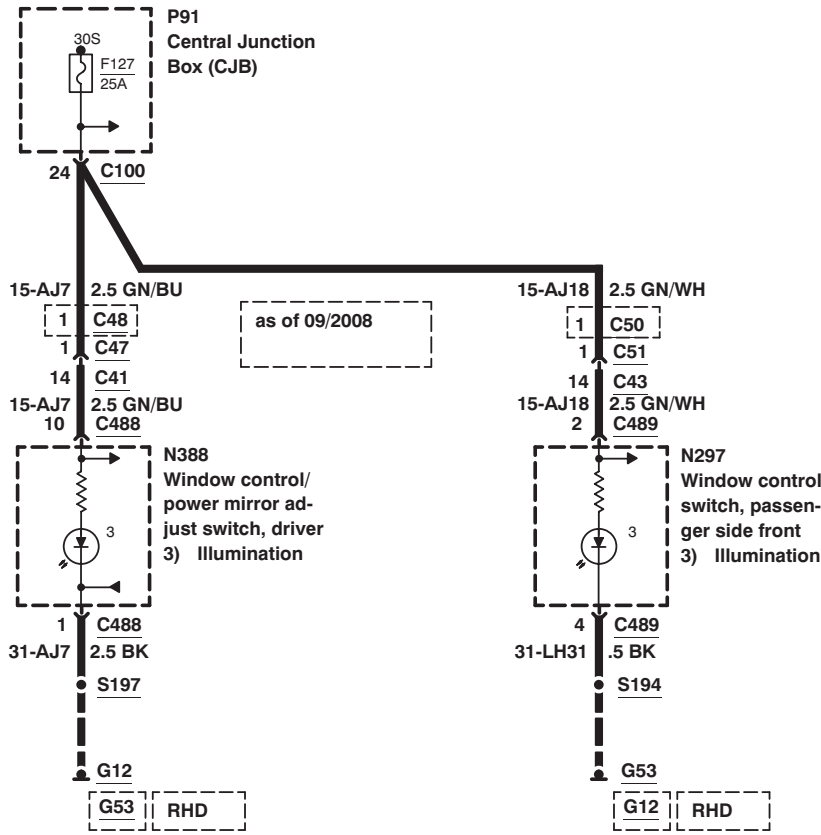 P91
Central Junction
Box (CJB)
30S
F127
25A
24 C100
15-AJ7 2.5 GN/BU
1 C48
1 C47
14 C41
15-AJ7 2.5 GN/BU
10 C488
as of 09/2008
15-AJ18 2.5 GN/WH
1 C50
1 C51
14 C43
15-AJ18 2.5 GN/WH
2 C489
N388
Window control/
power mirror ad-
just switch, driver
3) Illumination
3
N297
Window control
switch, passen-
ger side front
3) Illumination
3
1 C488
31-AJ7 2.5 BK
S197
G12
G53 RHD
4 C489
31-LH31 .5 BK
S194
G53
G12 RHD